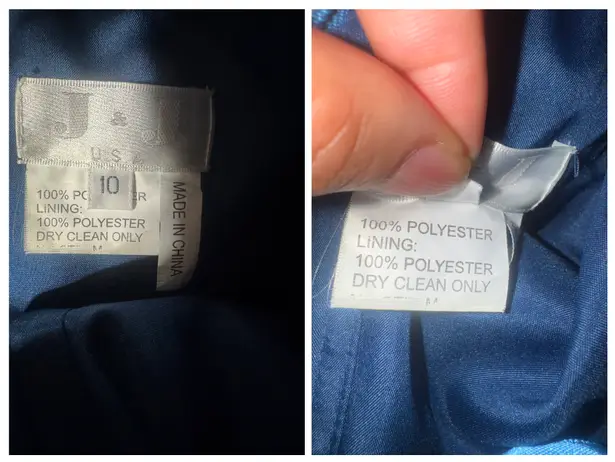 J & J
U S
10
100% PO
LINING:
100% POLYESTER
DRY CLEAN ONLY
MADE IN CHINA
100% POLYESTER
LINING:
100% POLYESTER
DRY CLEAN ONLY